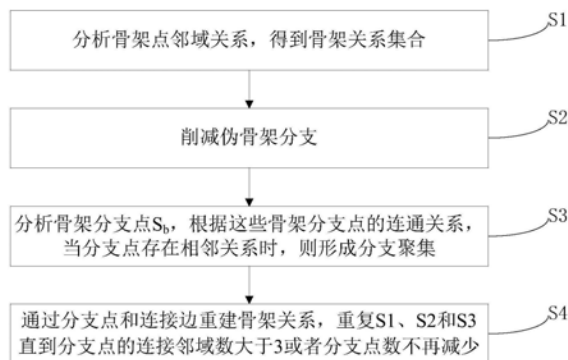 分析骨架点邻域关系，得到骨架关系集合
S1
削减伪骨架分支
S2
分析骨架分支点Sb，根据这些骨架分支点的连通关系，
当分支点存在相邻关系时，则形成分支聚集
S3
通过分支点和连接边重建骨架关系，重复S1、S2和S3
直到分支点的连接邻域数大于3或者分支点数不再减少
S4